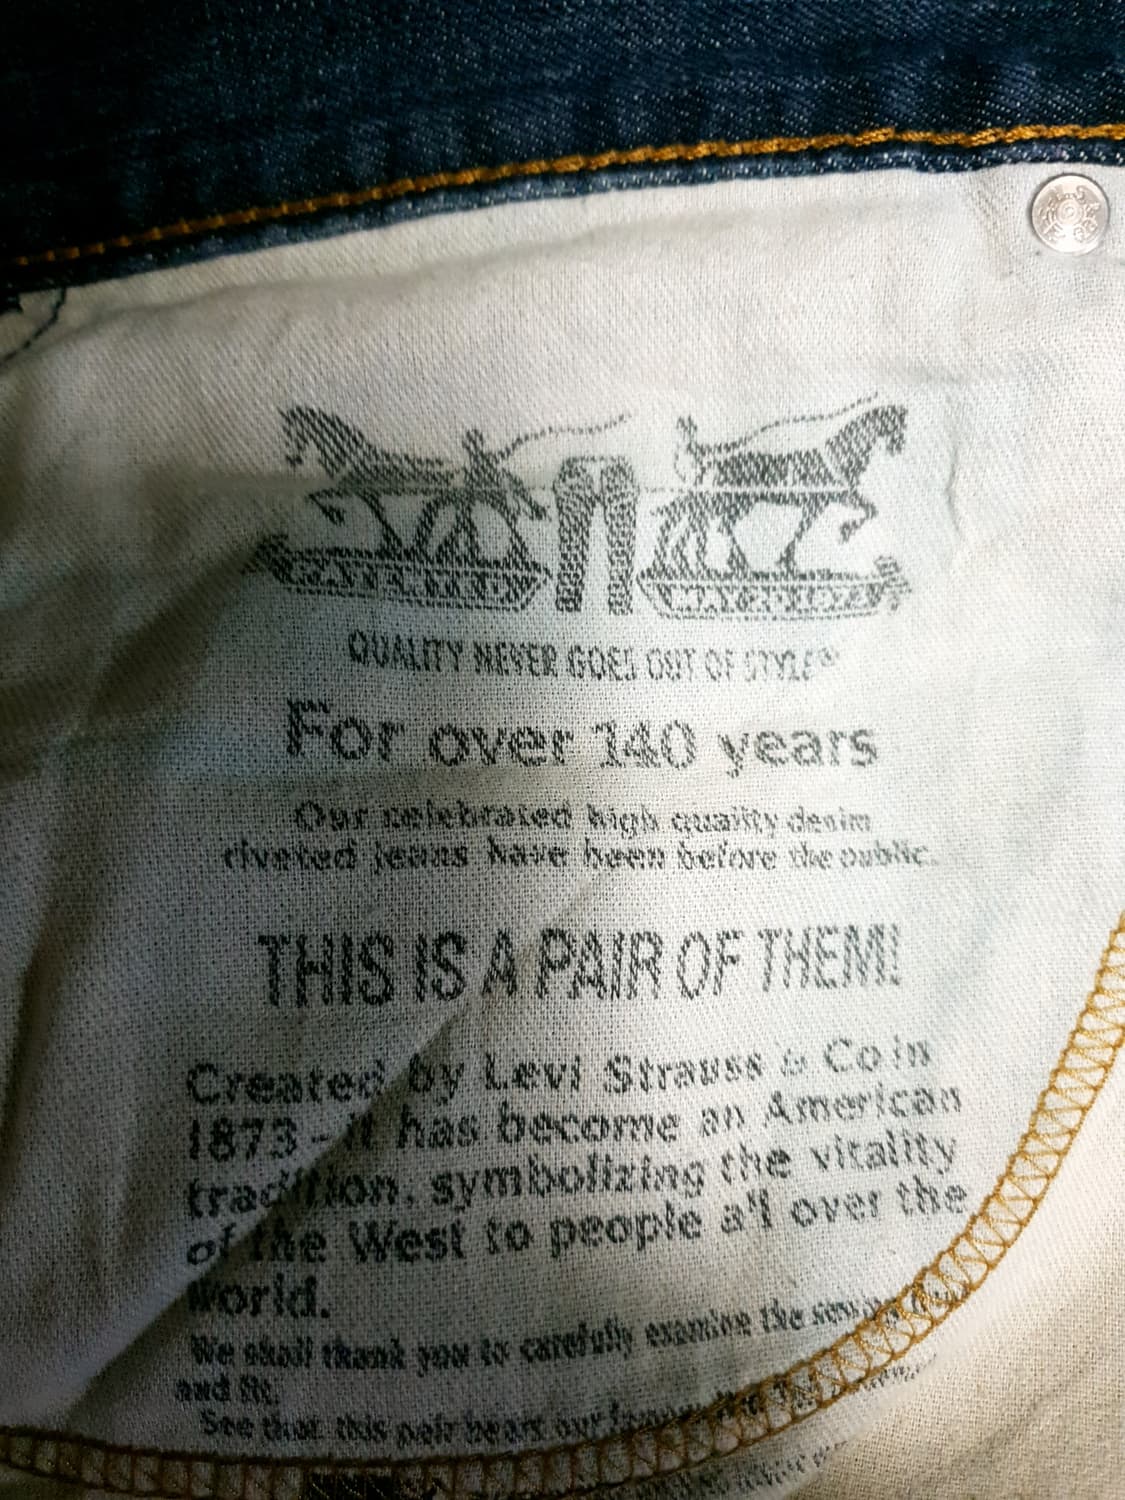 QUALITY NEVER GOES OUT OF STYLE®
For over 140 years
Our celebrated high quality denim
riveted jeans have been before the public.
THIS IS A PAIR OF THEM!
Created by Levi Strauss & Co in
1873 - it has become an American
tradition, symbolizing the vitality
of the West to people all over the
world.
We shall thank you to carefully examine the sewing
and fit.
See that this pair bears our